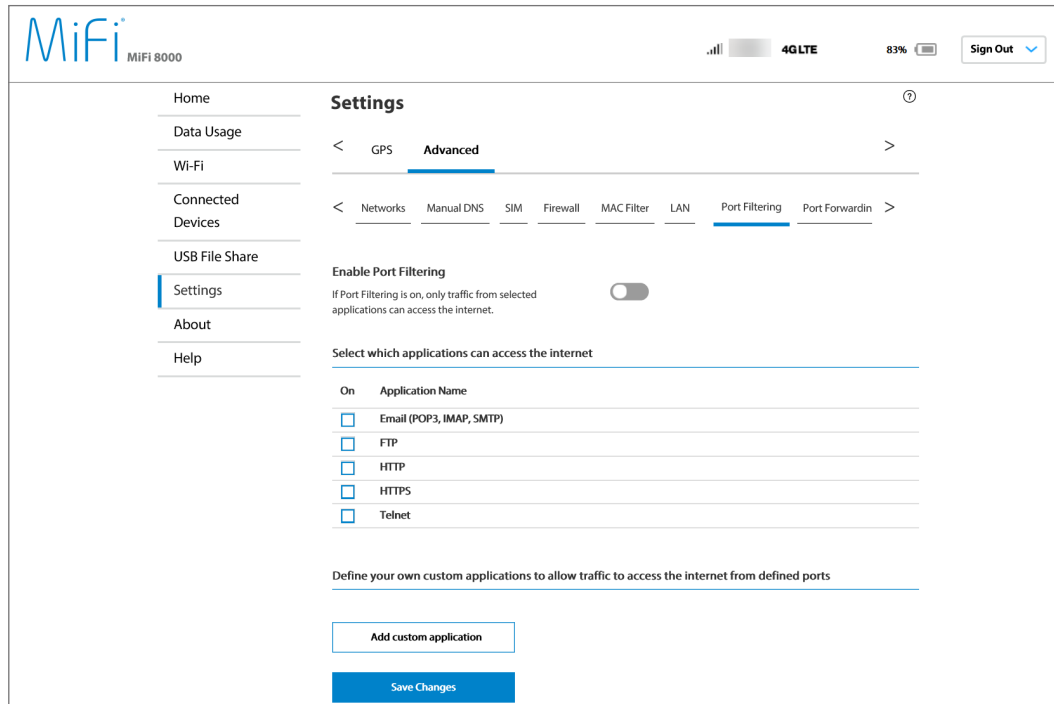 MiFi MiFi 8000
4G LTE 83% Sign Out
Home
Data Usage
Wi-Fi
Connected
Devices
USB File Share
Settings
About
Help
Settings
?
< GPS Advanced >
< Networks Manual DNS SIM Firewall MAC Filter LAN Port Filtering Port Forwardin >
Enable Port Filtering
If Port Filtering is on, only traffic from selected
applications can access the internet.
Select which applications can access the internet
On Application Name
Email (POP3, IMAP, SMTP)
FTP
HTTP
HTTPS
Telnet
Define your own custom applications to allow traffic to access the internet from defined ports
Add custom application
Save Changes